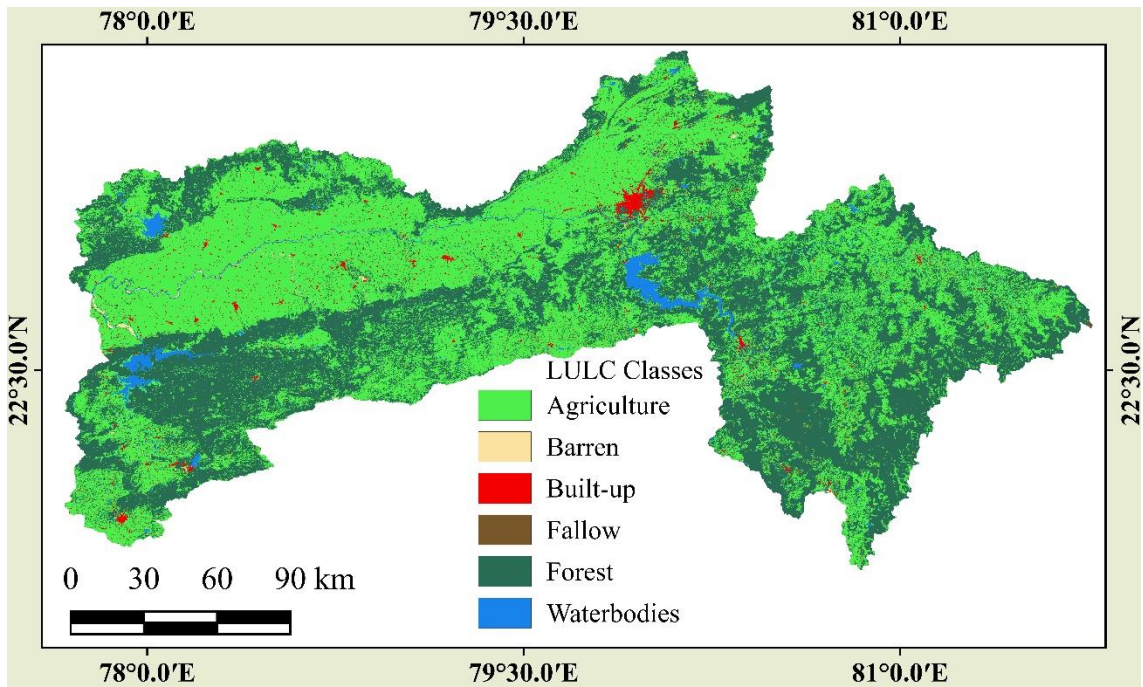 78°0.0′E 79°30.0′E 81°0.0′E
22°30.0′N 22°30.0′N
LULC Classes
Agriculture
Barren
Built-up
Fallow
Forest
Waterbodies
0 30 60 90 km
78°0.0′E 79°30.0′E 81°0.0′E